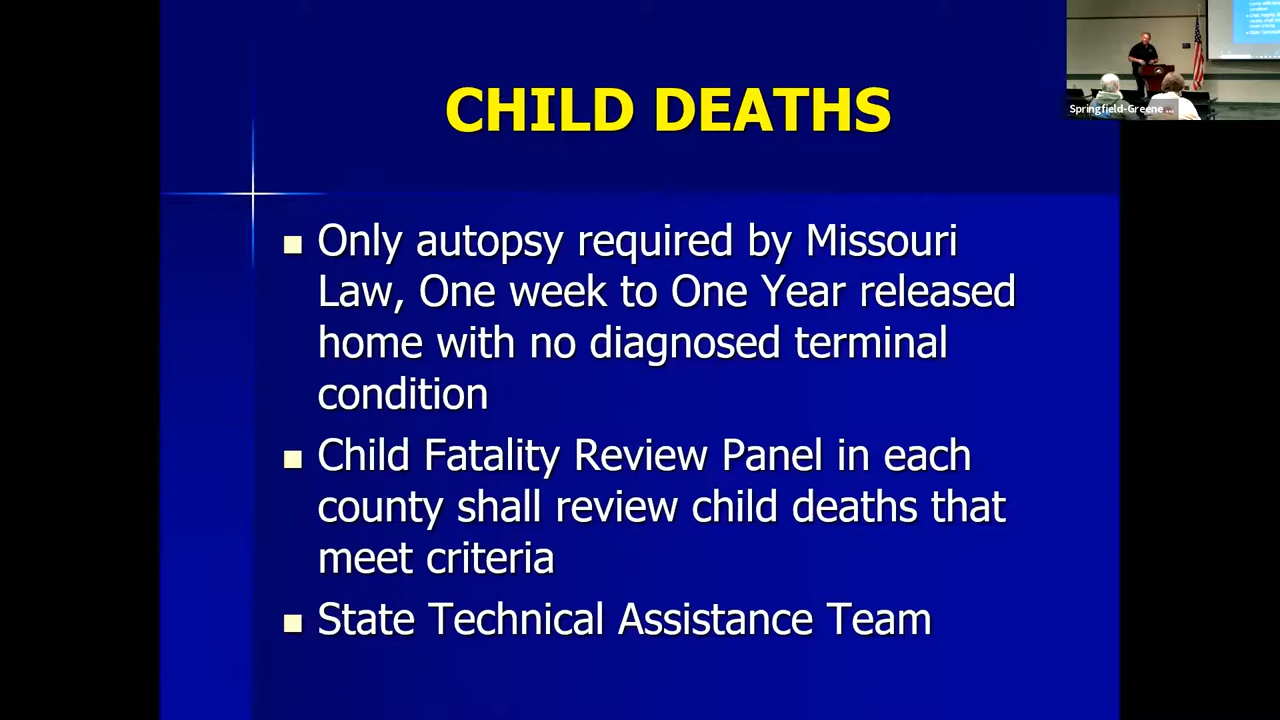 CHILD DEATHS
Springfield-Greene ...
Only autopsy required by Missouri
Law, One week to One Year released
home with no diagnosed terminal
condition
Child Fatality Review Panel in each
county shall review child deaths that
meet criteria
State Technical Assistance Team